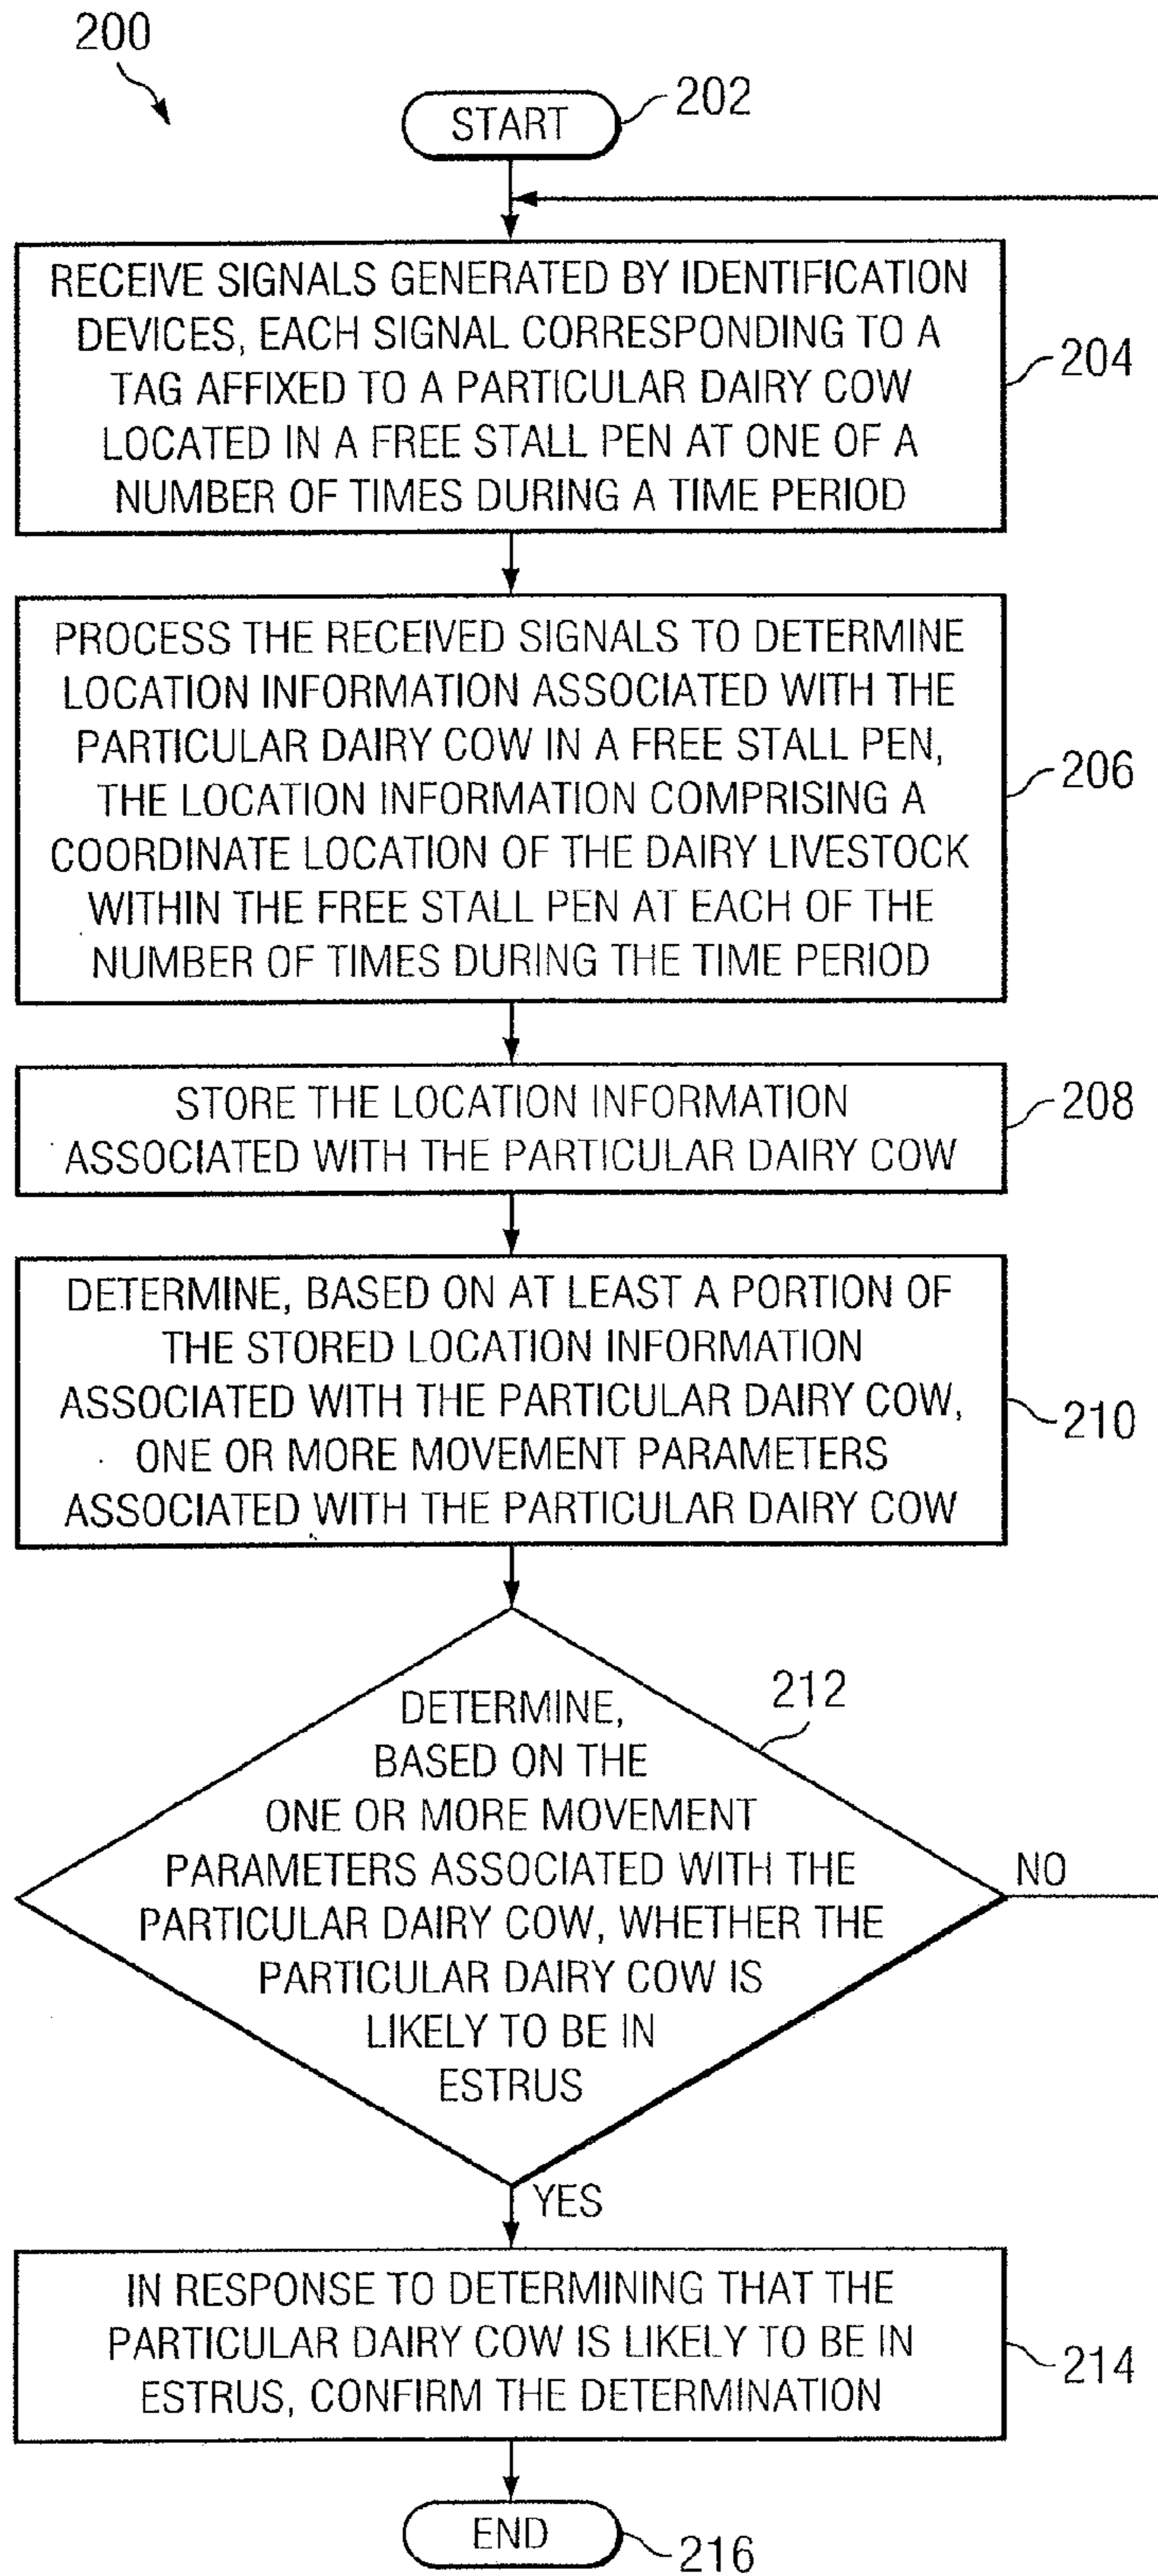 200
START
202
RECEIVE SIGNALS GENERATED BY IDENTIFICATION
DEVICES, EACH SIGNAL CORRESPONDING TO A
TAG AFFIXED TO A PARTICULAR DAIRY COW
LOCATED IN A FREE STALL PEN AT ONE OF A
NUMBER OF TIMES DURING A TIME PERIOD
204
PROCESS THE RECEIVED SIGNALS TO DETERMINE
LOCATION INFORMATION ASSOCIATED WITH THE
PARTICULAR DAIRY COW IN A FREE STALL PEN,
THE LOCATION INFORMATION COMPRISING A
COORDINATE LOCATION OF THE DAIRY LIVESTOCK
WITHIN THE FREE STALL PEN AT EACH OF THE
NUMBER OF TIMES DURING THE TIME PERIOD
206
STORE THE LOCATION INFORMATION
ASSOCIATED WITH THE PARTICULAR DAIRY COW
208
DETERMINE, BASED ON AT LEAST A PORTION OF
THE STORED LOCATION INFORMATION
ASSOCIATED WITH THE PARTICULAR DAIRY COW,
ONE OR MORE MOVEMENT PARAMETERS
ASSOCIATED WITH THE PARTICULAR DAIRY COW
210
DETERMINE,
BASED ON THE
ONE OR MORE MOVEMENT
PARAMETERS ASSOCIATED WITH THE
PARTICULAR DAIRY COW, WHETHER THE
PARTICULAR DAIRY COW IS
LIKELY TO BE IN
ESTRUS
212
NO
YES
IN RESPONSE TO DETERMINING THAT THE
PARTICULAR DAIRY COW IS LIKELY TO BE IN
ESTRUS, CONFIRM THE DETERMINATION
214
END
216